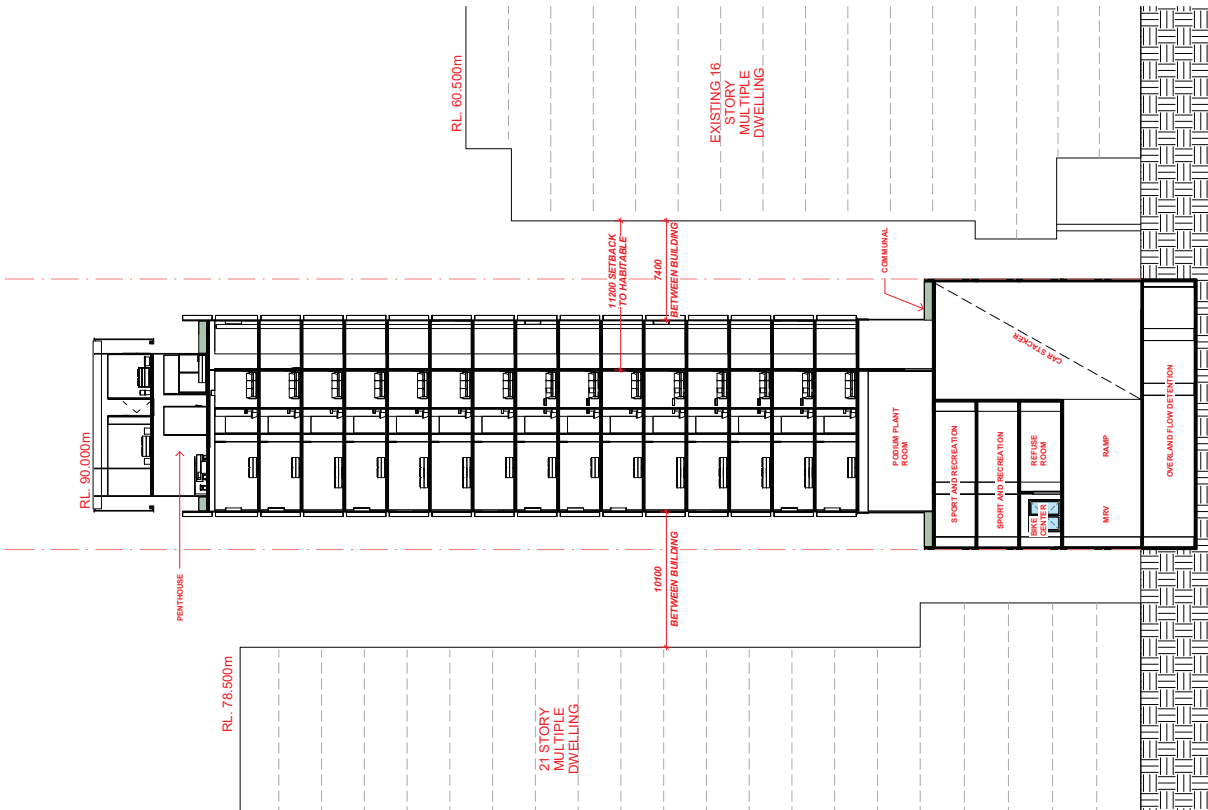 RL. 60.500m
EXISTING 16
STORY
MULTIPLE
DWELLING
11200 SETBACK
TO HABITABLE
7400
BETWEEN BUILDING
COMMUNAL
CAR STACKER
RL. 90.000m
PENTHOUSE
PODIUM PLANT
ROOM
SPORT AND RECREATION
SPORT AND RECREATION
REFUSE
ROOM
BIKE
CENTER
RAMP
MRV
OVERLAND FLOW DETENTION
10100
BETWEEN BUILDING
RL. 78.500m
21 STORY
MULTIPLE
DWELLING